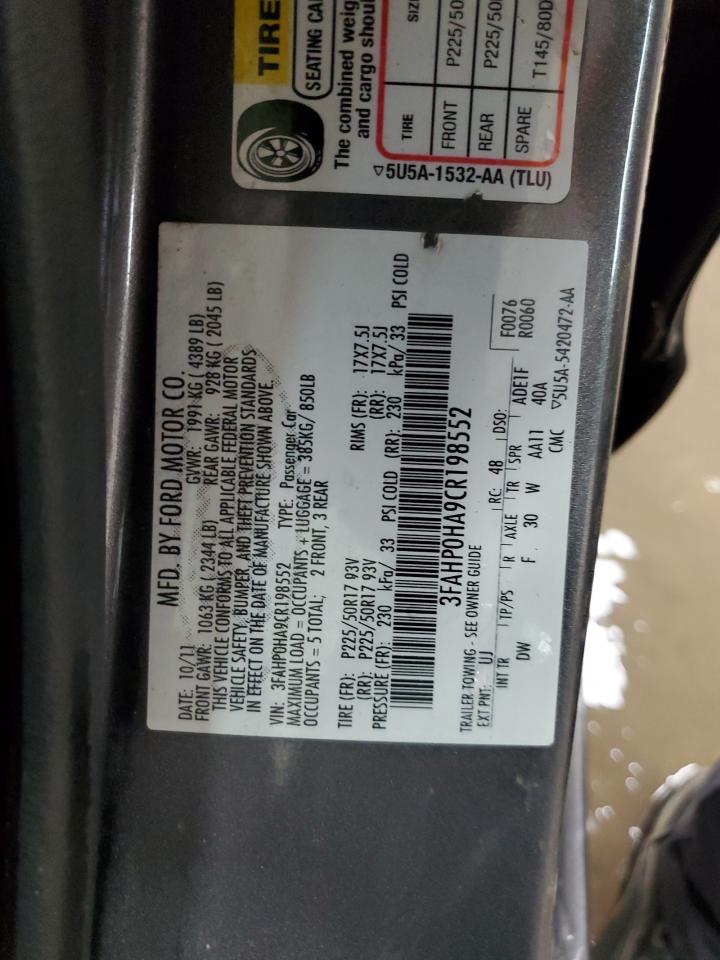 TIRE
SEATING CA
The combined weig
and cargo shoul
TIRE SIZ
FRONT P225/50
REAR P225/50
SPARE T145/80D
5U5A-1532-AA (TLU)
MFD. BY FORD MOTOR CO.
DATE: 10/11 GVWR: 1991 KG ( 4389 LB)
FRONT GAWR: 1063 KG ( 2344 LB) REAR GAWR: 928 KG ( 2045 LB)
THIS VEHICLE CONFORMS TO ALL APPLICABLE FEDERAL MOTOR
VEHICLE SAFETY, BUMPER, AND THEFT PREVENTION STANDARDS
IN EFFECT ON THE DATE OF MANUFACTURE SHOWN ABOVE.
VIN: 3FAHP0HA9CR198552 TYPE: Passenger Car
MAXIMUM LOAD = OCCUPANTS + LUGGAGE = 385KG/ 850LB
OCCUPANTS = 5 TOTAL; 2 FRONT, 3 REAR
TIRE (FR): P225/50R17 93V RIMS (FR): 17X7.5J
(RR): P225/50R17 93V (RR): 17X7.5J
PRESSURE (FR): 230 kPa/ 33 PSI COLD (RR): 230 kPa/ 33 PSI COLD
3FAHP0HA9CR198552
TRAILER TOWING - SEE OWNER GUIDE F0076
EXT PNT: UJ RC: 48 DSO: R0060
INT TR TP/PS R AXLE TR SPR ADE1F
DW F 30 W AA11 40A
CMC ▽5U5A-5420472-AA